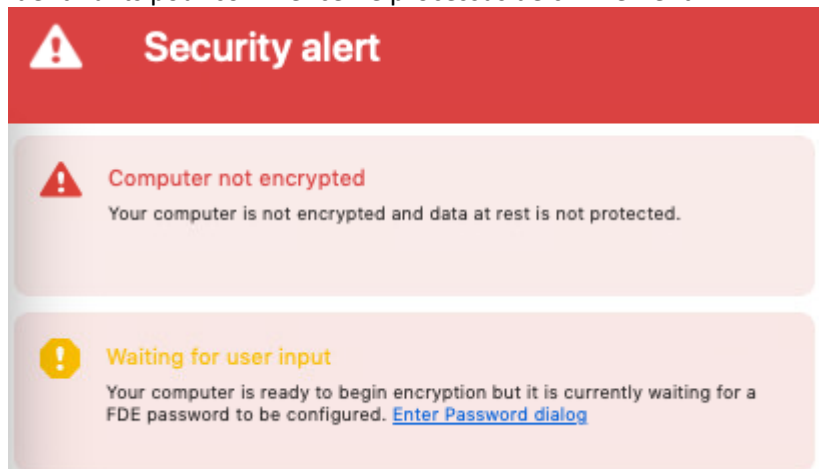 Security alert
Computer not encrypted
Your computer is not encrypted and data at rest is not protected.
Waiting for user input
Your computer is ready to begin encryption but it is currently waiting for a
FDE password to be configured. Enter Password dialog